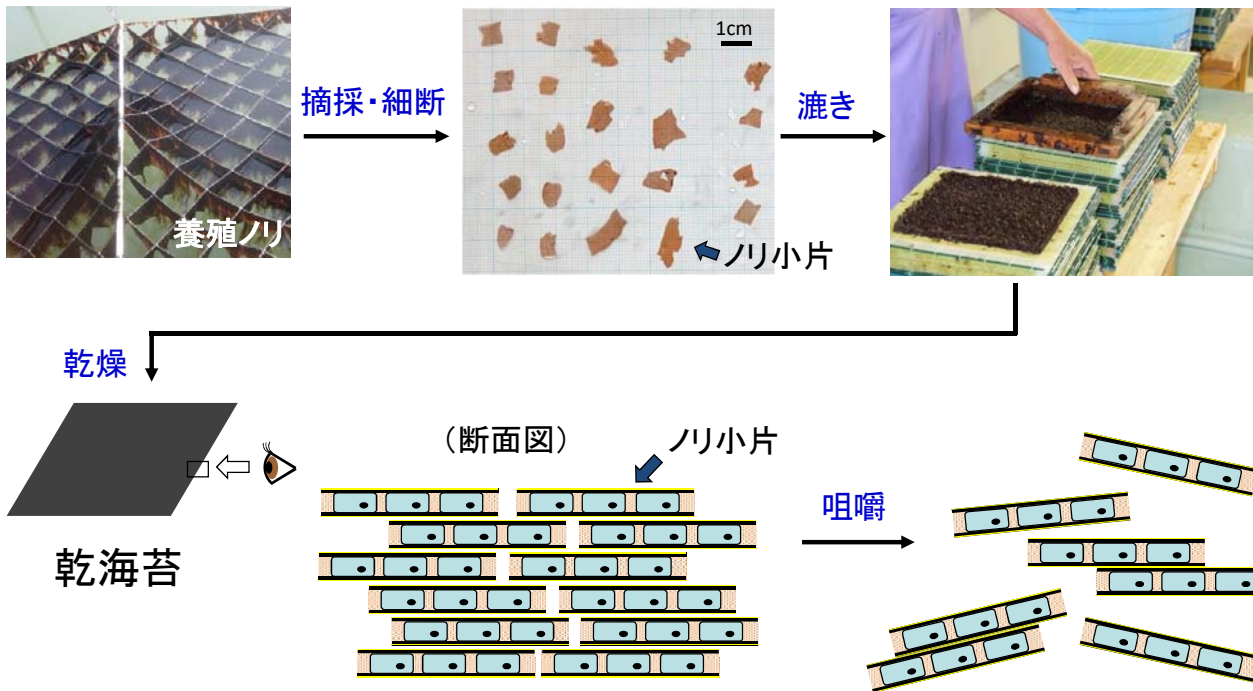 摘採・細断
1cm
漉き
養殖ノリ
ノリ小片
乾燥
(断面図)
ノリ小片
咀嚼
乾海苔